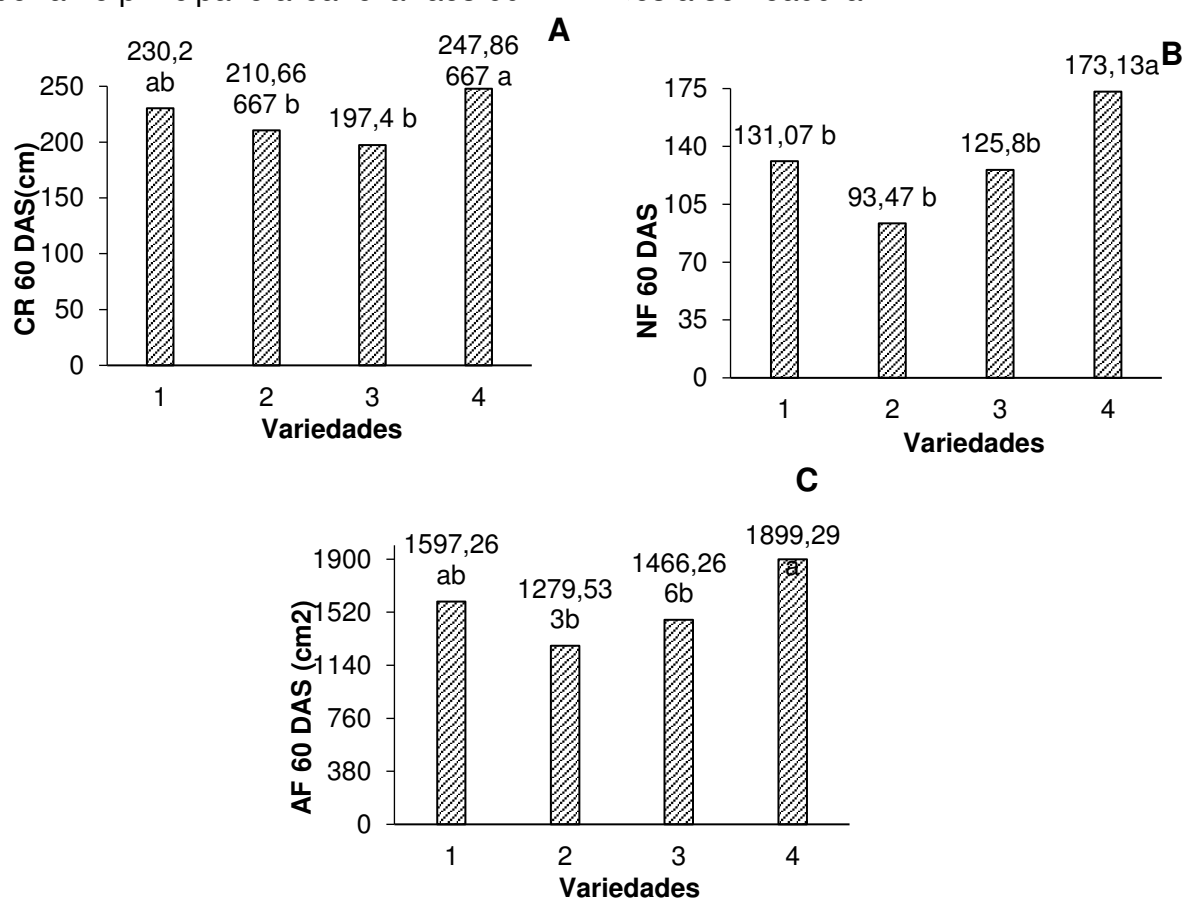 A
230,2
ab
210,66
667 b
197,4 b
247,86
667 a
250
200
150
100
50
0
CR 60 DAS(cm)
1 2 3 4
Variedades
B
131,07 b
93,47 b
125,8b
173,13a
175
140
105
70
35
0
NF 60 DAS
1 2 3 4
Variedades
C
1597,26
ab
1279,53
3b
1466,26
6b
1899,29
a
1900
1520
1140
760
380
0
AF 60 DAS (cm2)
1 2 3 4
Variedades